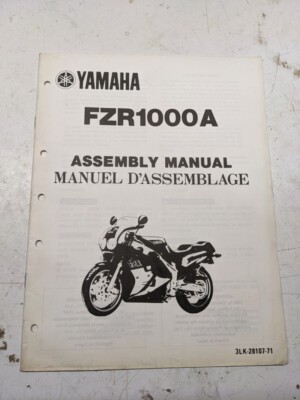 YAMAHA
FZR1000A
ASSEMBLY MANUAL
MANUEL D'ASSEMBLAGE
3LK-28107-71